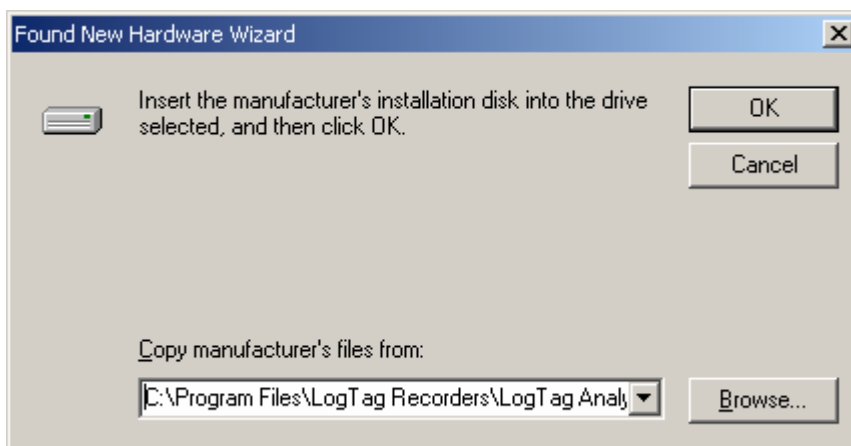 Found New Hardware Wizard
Insert the manufacturer's installation disk into the drive
selected, and then click OK.
OK
Cancel
Copy manufacturer's files from:
C:\Program Files\LogTag Recorders\LogTag Analy
Browse...